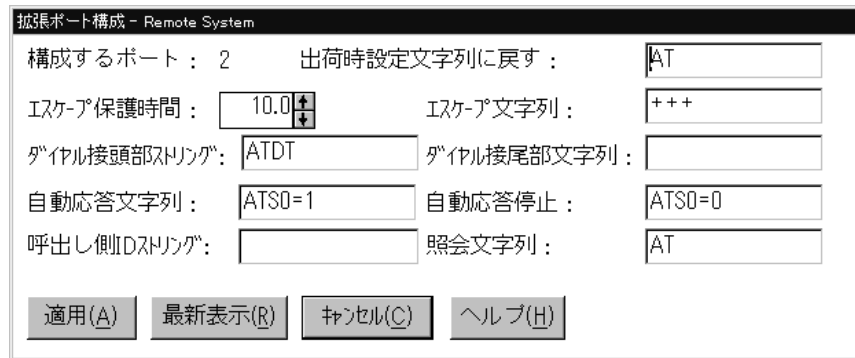 拡張ポート構成 - Remote System
構成するポート： 2 出荷時設定文字列に戻す： AT
ｴｽｹｰﾌﾟ保護時間： 10.0 ｴｽｹｰﾌﾟ文字列： +++
ﾀﾞｲﾔﾙ接頭部ｽﾄﾘﾝｸﾞ: ATDT ﾀﾞｲﾔﾙ接尾部文字列：
自動応答文字列： ATS0=1 自動応答停止： ATS0=0
呼出し側IDｽﾄﾘﾝｸﾞ: 照会文字列： AT
適用(A) 最新表示(R) ｷｬﾝｾﾙ(C) ヘルプ(H)